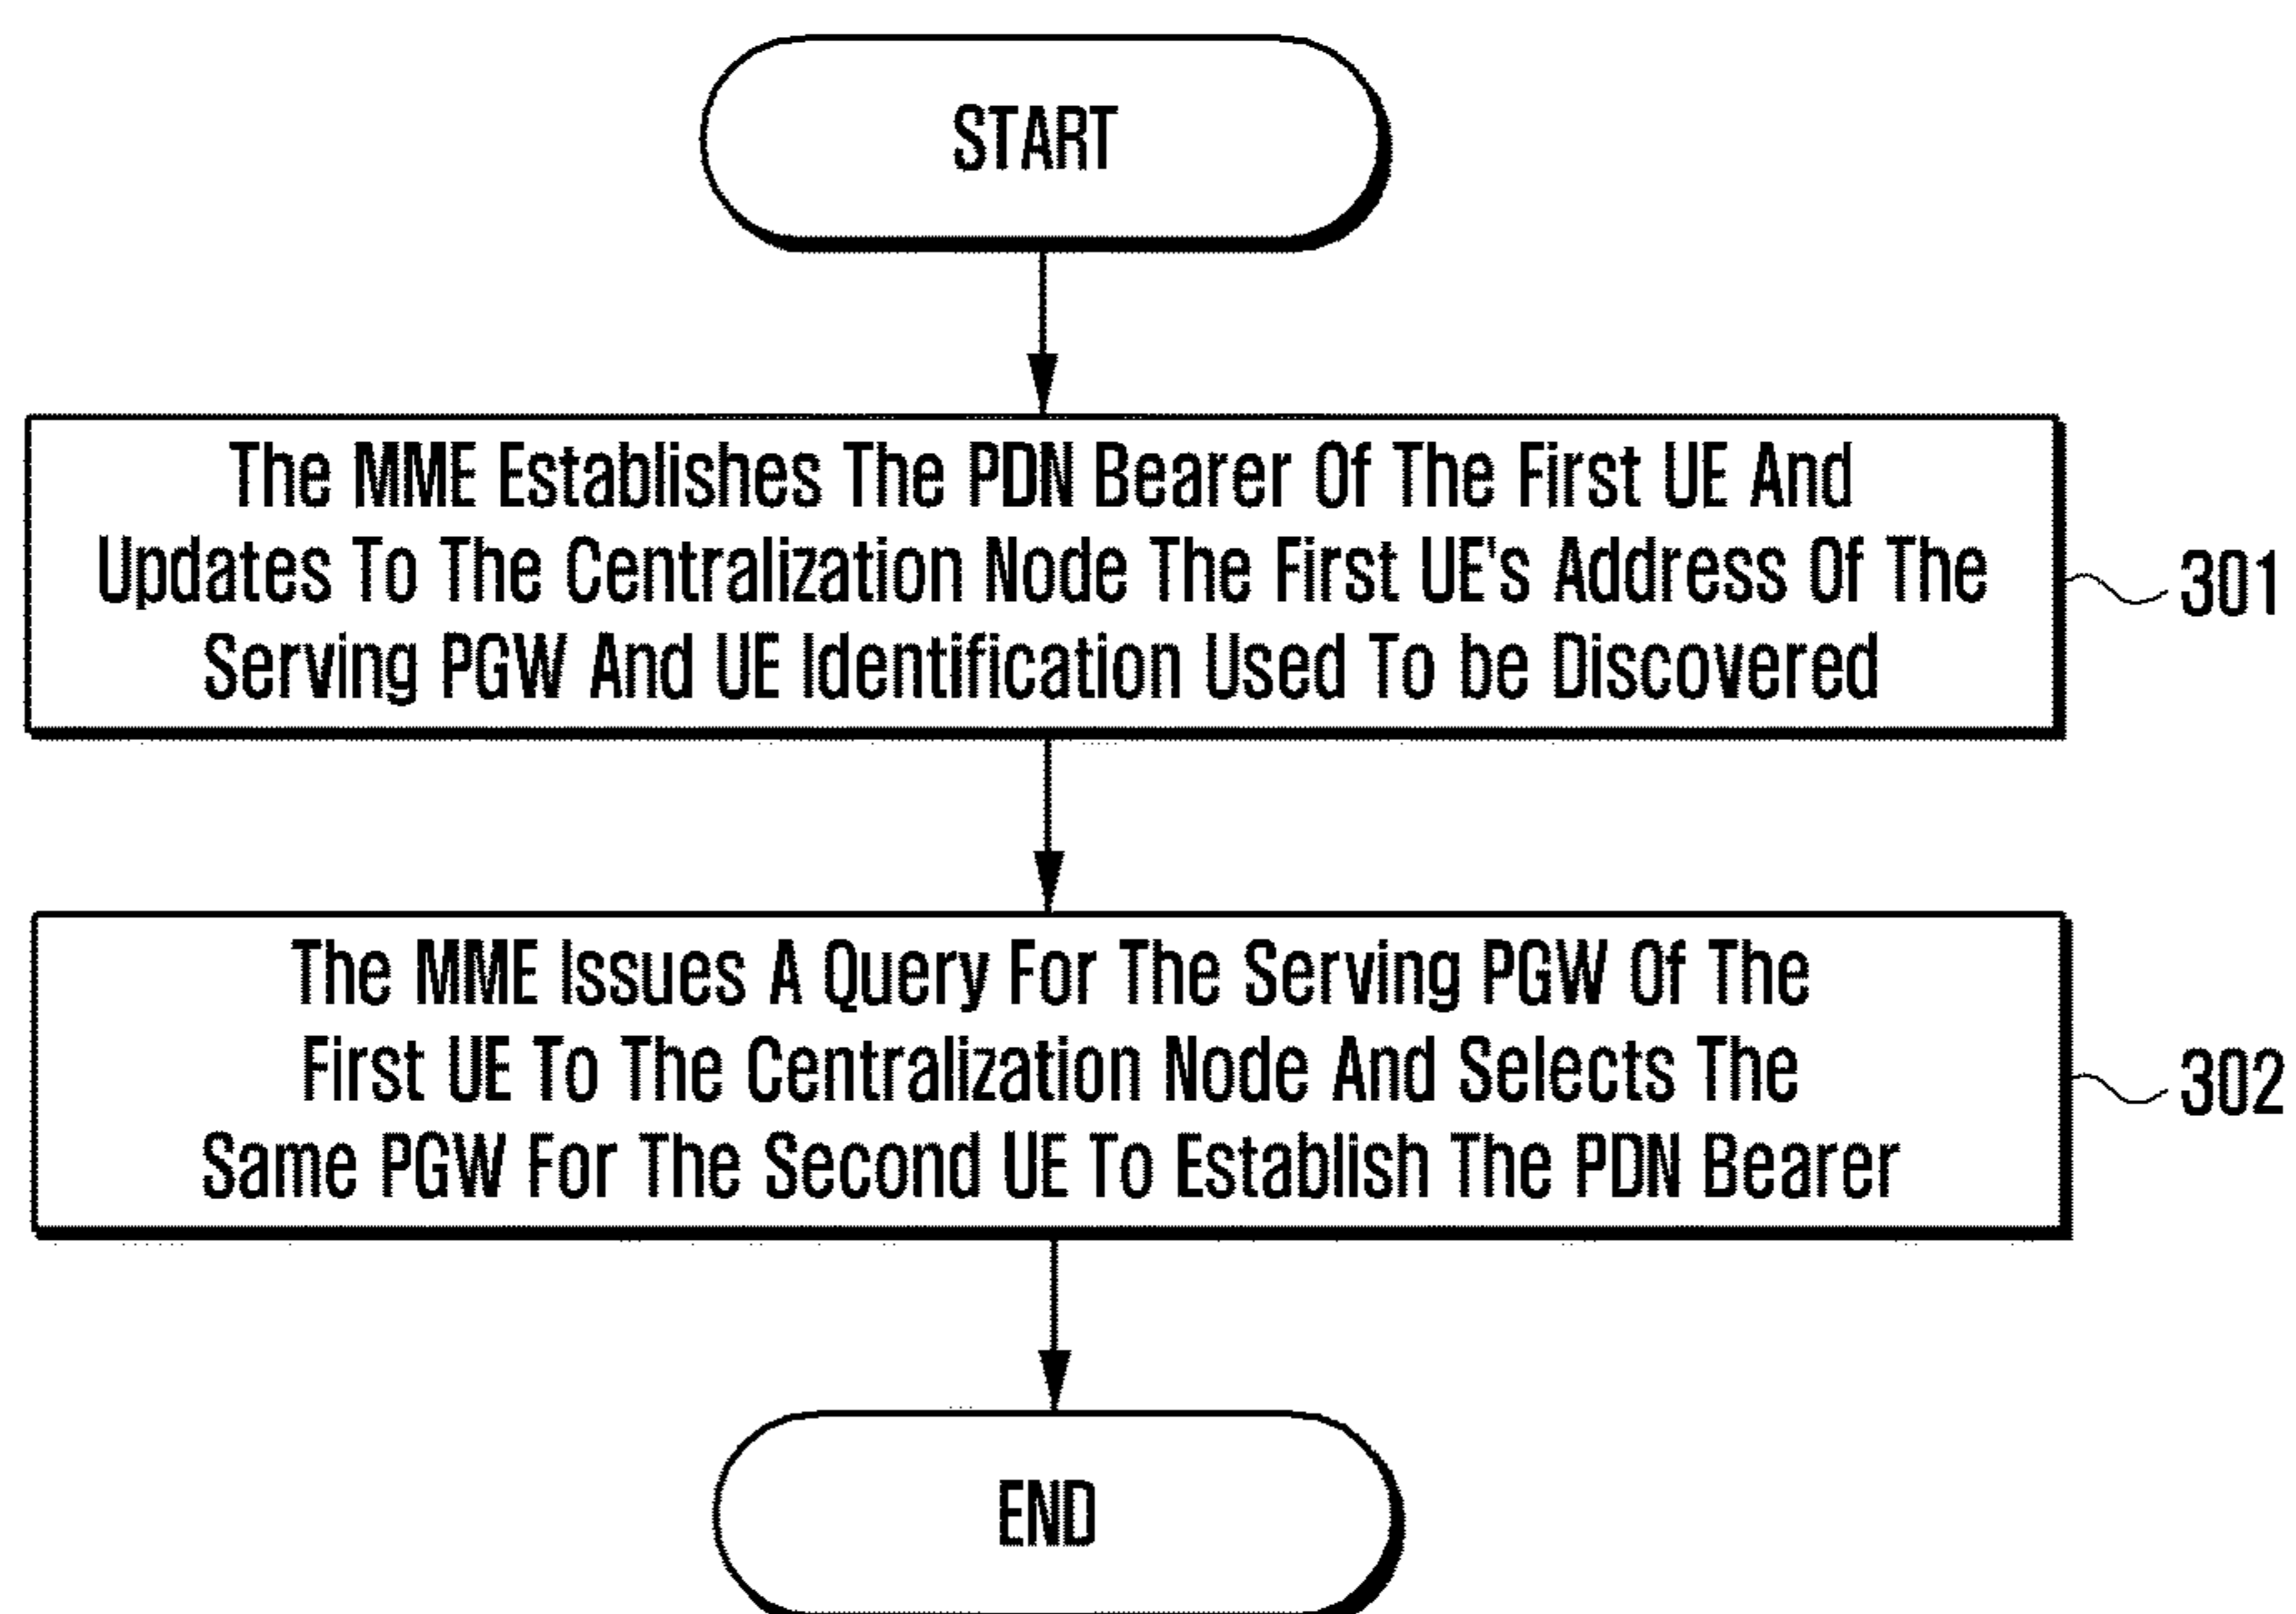 START
The MME Establishes The PDN Bearer Of The First UE And
Updates To The Centralization Node The First UE's Address Of The
Serving PGW And UE Identification Used To be Discovered
301
The MME Issues A Query For The Serving PGW Of The
First UE To The Centralization Node And Selects The
Same PGW For The Second UE To Establish The PDN Bearer
302
END